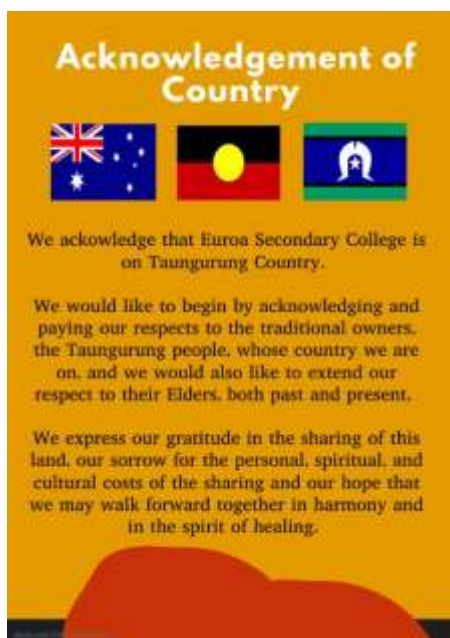 Acknowledgement of
Country
We ackowledge that Euroa Secondary College is
on Taungurung Country.
We would like to begin by acknowledging and
paying our respects to the traditional owners,
the Taungurung people, whose country we are
on, and we would also like to extend our
respect to their Elders, both past and present.
We express our gratitude in the sharing of this
land, our sorrow for the personal, spiritual, and
cultural costs of the sharing and our hope that
we may walk forward together in harmony and
in the spirit of healing.